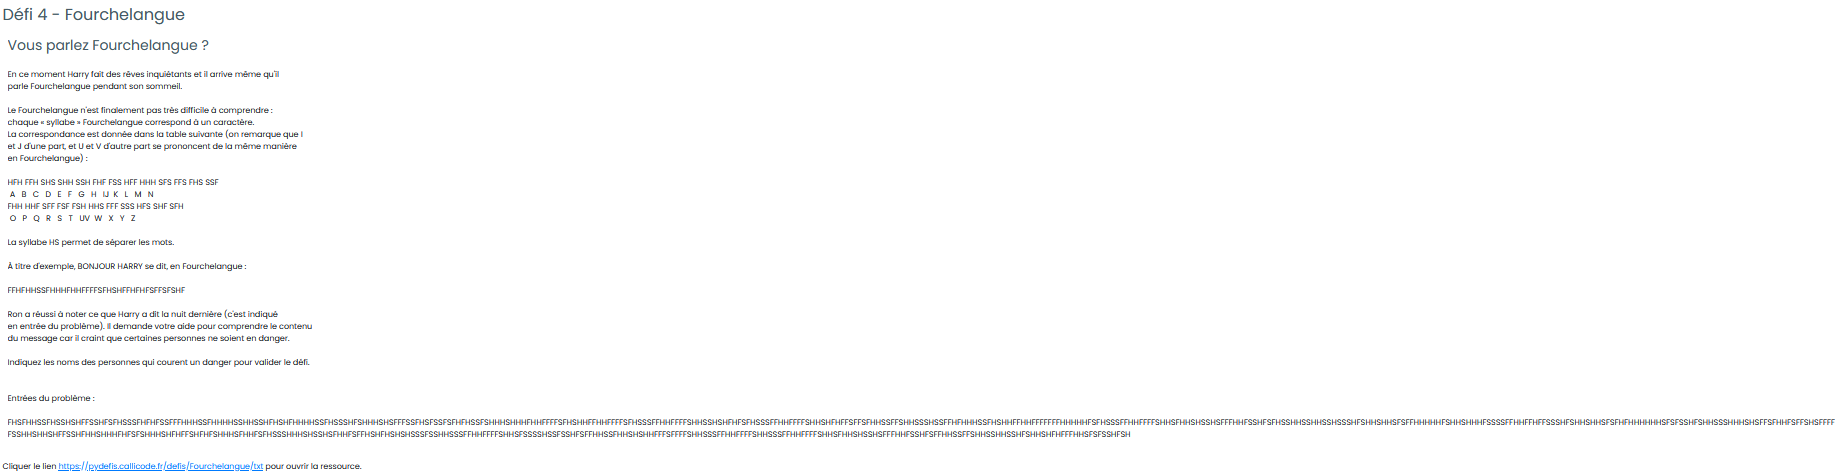 Défi 4 - Fourchelangue
Vous parlez Fourchelangue ?
En ce moment Harry fait des rêves inquiétants et il arrive même qu'il
parle Fourchelangue pendant son sommeil.
Le Fourchelangue n'est finalement pas très difficile à comprendre :
chaque « syllabe » Fourchelangue correspond à un caractère.
La correspondance est donnée dans la table suivante (on remarque que I
et J d'une part, et U et V d'autre part se prononcent de la même manière
en Fourchelangue) :
HFH FFH SHS SHH SSH FHF FSS HFF HHH SFS FFS FHS SSF
A B C D E F G H IJ K L M N
FHH HHF SFF FSF FSH HHS FFF SSS HFS SHF SFH
O P Q R S T UV W X Y Z
La syllabe HS permet de séparer les mots.
À titre d'exemple, BONJOUR HARRY se dit, en Fourchelangue :
FFHFHHSSFHHHFHHFFFFSFHSHFFHFHFSFFSFSHF
Ron a réussi à noter ce que Harry a dit la nuit dernière (c'est indiqué
en entrée du problème). Il demande votre aide pour comprendre le contenu
du message car il craint que certaines personnes ne soient en danger.
Indiquez les noms des personnes qui courent un danger pour valider le défi.
Entrées du problème :
Cliquer le lien https://pydefis.callicode.fr/defis/Fourchelangue/txt pour ouvrir la ressource.